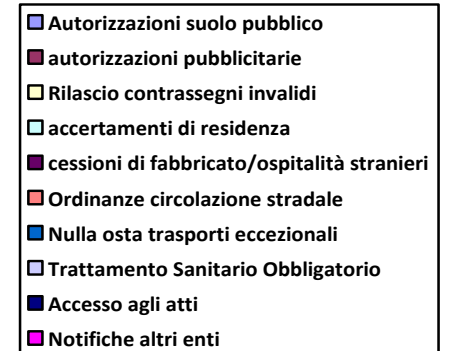 Autorizzazioni suolo pubblico
autorizzazioni pubblicitarie
Rilascio contrassegni invalidi
accertamenti di residenza
cessioni di fabbricato/ospitalità stranieri
Ordinanze circolazione stradale
Nulla osta trasporti eccezionali
Trattamento Sanitario Obbligatorio
Accesso agli atti
Notifiche altri enti